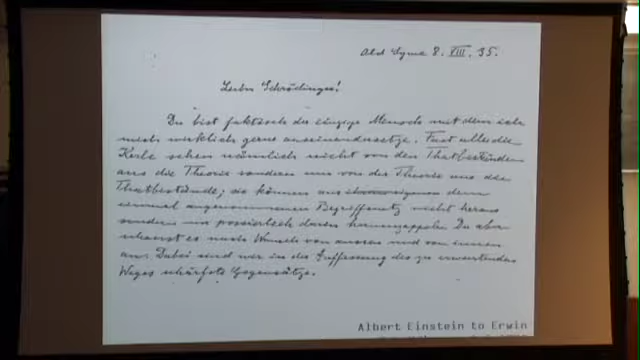 Old Lyme 8. VIII. 35.
Lieber Schrödinger!
Du bist faktisch der einzige Mensch, mit dem ich
mich wirklich gerne auseinandersetze. Fast alle die
Kerle sehen nämlich nicht von den Thatbeständen
aus die Theorie sondern nur von der Theorie aus die
Thatbestände; sie können aus dem
einmal angenommenen Begriffsnetz nicht heraus
sondern nur possierlich darin herumzappeln. Du aber
schaust es nach Wunsch von aussen und von innen
an. Dabei sind wir in der Auffassung des zu erwartenden
Weges schärfste Gegensätze.
Albert Einstein to Erwin